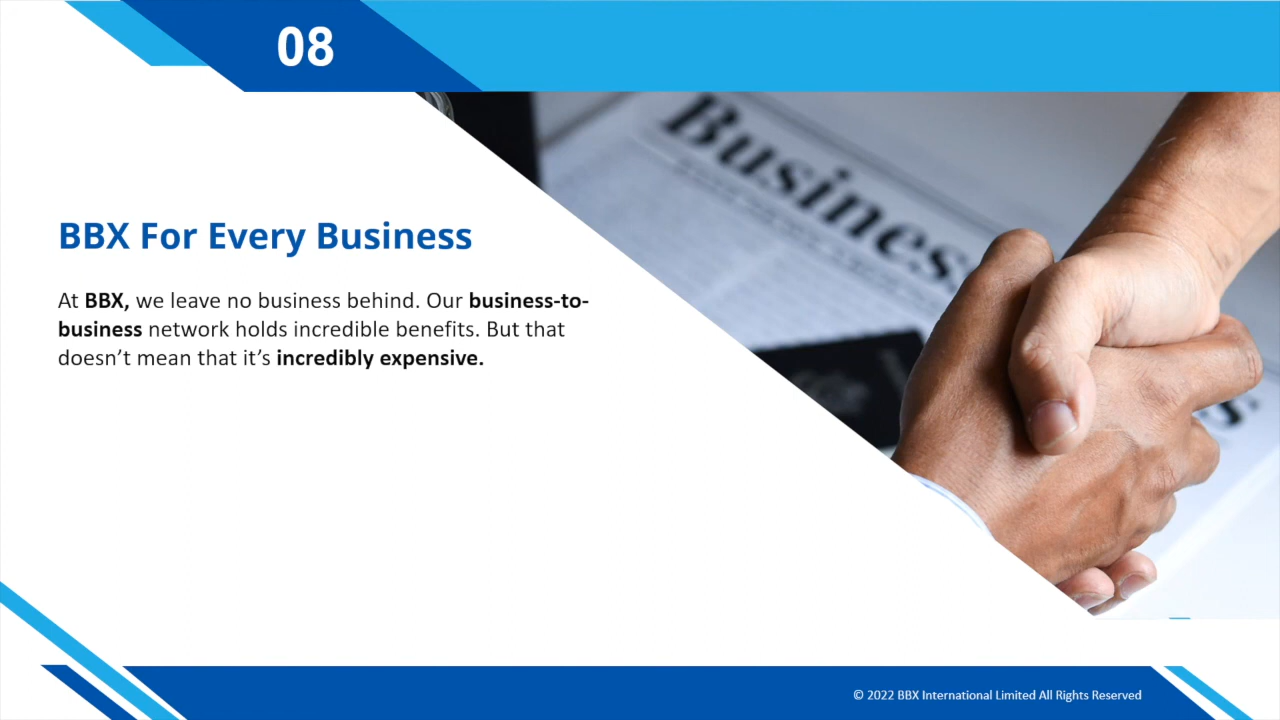 08
Business
BBX For Every Business
At BBX, we leave no business behind. Our business-to-
business network holds incredible benefits. But that
doesn’t mean that it’s incredibly expensive.
© 2022 BBX International Limited All Rights Reserved